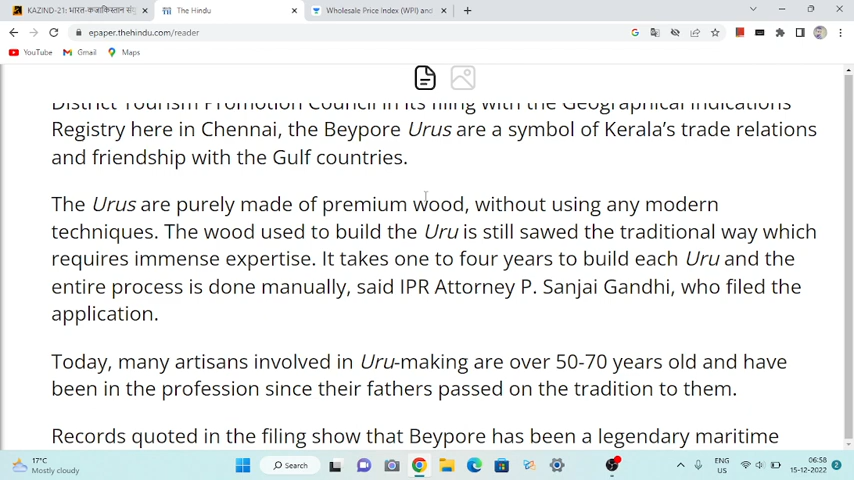 KAZIND-21: भारत-कजाकिस्तान संयु
The Hindu
Wholesale Price Index (WPI) and
epaper.thehindu.com/reader
YouTube
Gmail
Maps
District Tourism Promotion Council in its filing with the Geographical Indications
Registry here in Chennai, the Beypore Urus are a symbol of Kerala's trade relations
and friendship with the Gulf countries.
The Urus are purely made of premium wood, without using any modern
techniques. The wood used to build the Uru is still sawed the traditional way which
requires immense expertise. It takes one to four years to build each Uru and the
entire process is done manually, said IPR Attorney P. Sanjai Gandhi, who filed the
application.
Today, many artisans involved in Uru-making are over 50-70 years old and have
been in the profession since their fathers passed on the tradition to them.
Records quoted in the filing show that Beypore has been a legendary maritime
17°C
Mostly cloudy
Search
ENG
US
06:58
15-12-2022
2